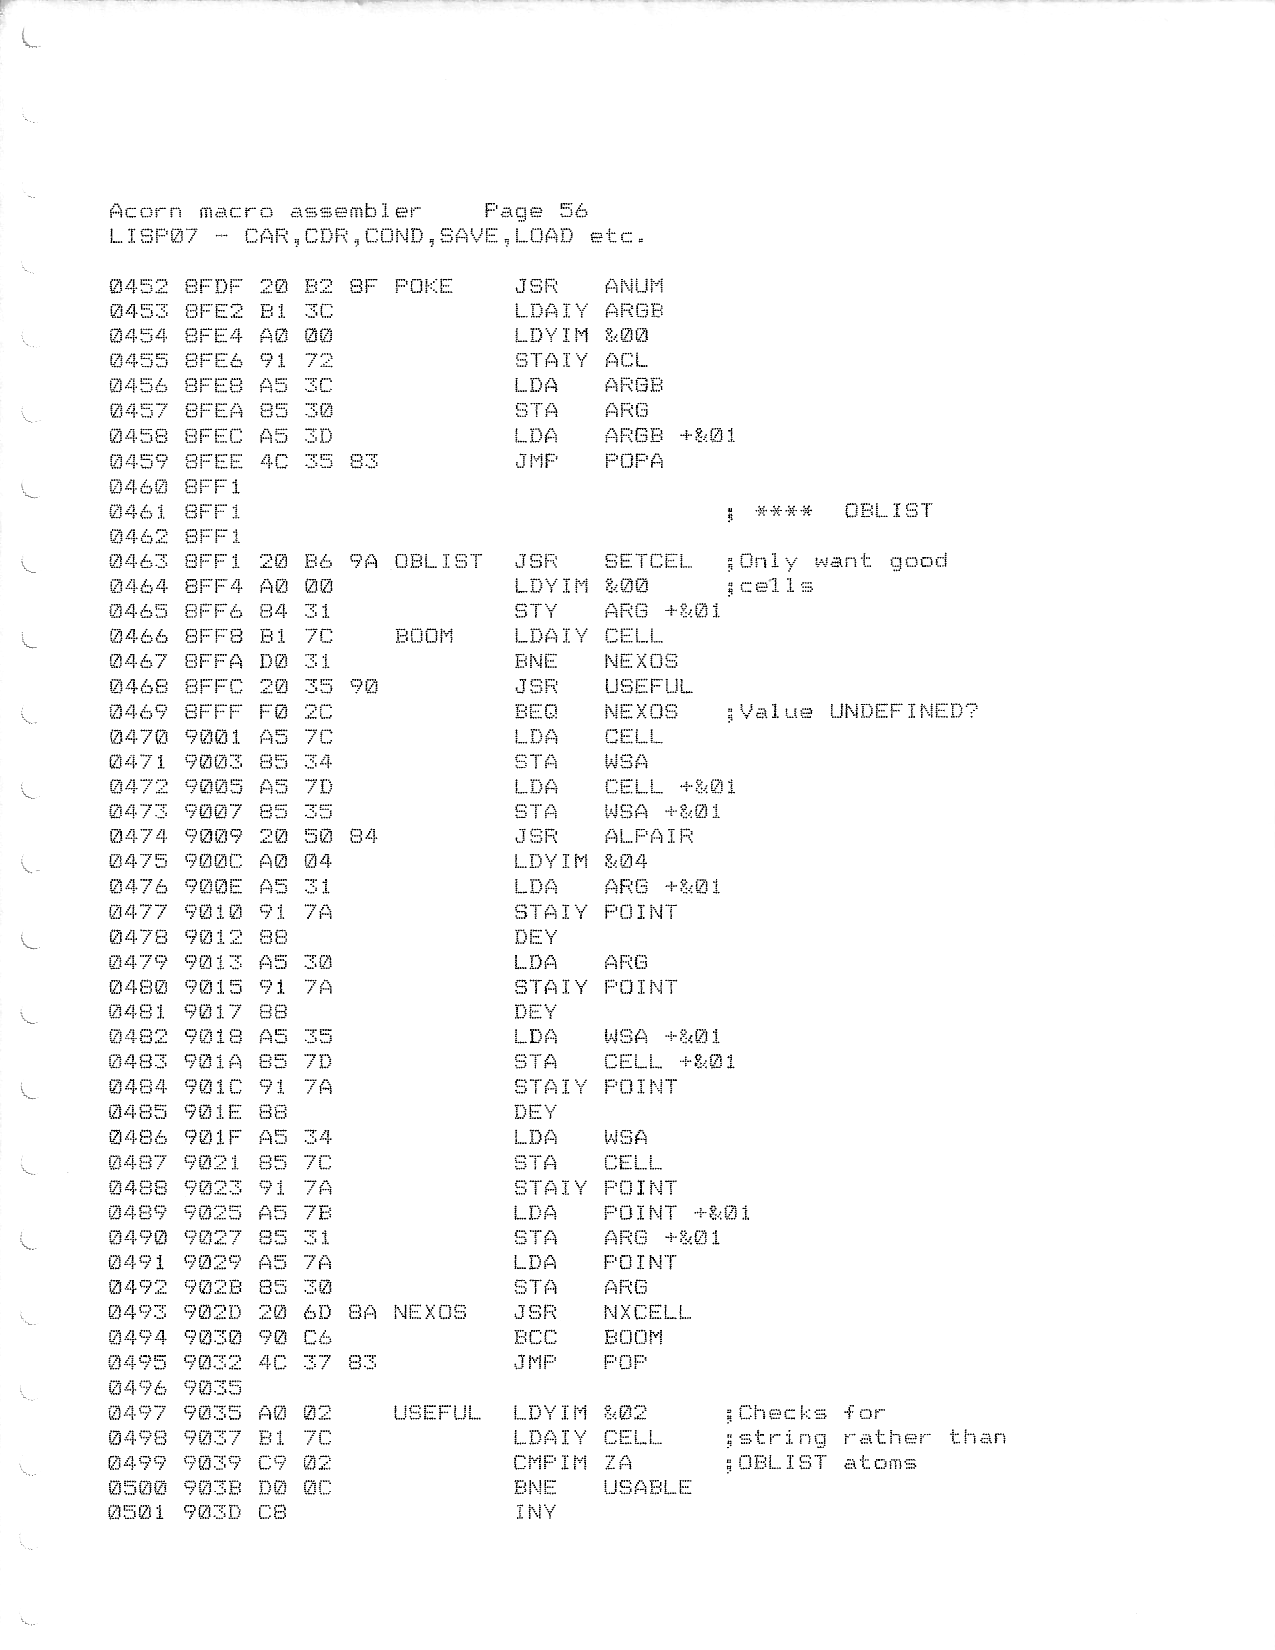 Acorn macro assembler    Page 56
LISP07 - CAR,CDR,COND,SAVE,LOAD etc.

0452 8FDF 20 B2 8F POKE    JSR   ANUM
0453 8FE2 B1 3C            LDAIY ARGB
0454 8FE4 A0 00            LDYIM &00
0455 8FE6 91 72            STAIY ACL
0456 8FE8 A5 3C            LDA   ARGB
0457 8FEA 85 30            STA   ARG
0458 8FEC A5 3D            LDA   ARGB +&01
0459 8FEE 4C 35 83         JMP   POPA
0460 8FF1
0461 8FF1                                ; ****  OBLIST
0462 8FF1
0463 8FF1 20 B6 9A OBLIST  JSR   SETCEL  ;Only want good
0464 8FF4 A0 00            LDYIM &00     ;cells
0465 8FF6 84 31            STY   ARG +&01
0466 8FF8 B1 7C    BOOM    LDAIY CELL
0467 8FFA D0 31            BNE   NEXOS
0468 8FFC 20 35 90         JSR   USEFUL
0469 8FFF F0 2C            BEQ   NEXOS   ;Value UNDEFINED?
0470 9001 A5 7C            LDA   CELL
0471 9003 85 34            STA   WSA
0472 9005 A5 7D            LDA   CELL +&01
0473 9007 85 35            STA   WSA +&01
0474 9009 20 50 84         JSR   ALPAIR
0475 900C A0 04            LDYIM &04
0476 900E A5 31            LDA   ARG +&01
0477 9010 91 7A            STAIY POINT
0478 9012 88               DEY
0479 9013 A5 30            LDA   ARG
0480 9015 91 7A            STAIY POINT
0481 9017 88               DEY
0482 9018 A5 35            LDA   WSA +&01
0483 901A 85 7D            STA   CELL +&01
0484 901C 91 7A            STAIY POINT
0485 901E 88               DEY
0486 901F A5 34            LDA   WSA
0487 9021 85 7C            STA   CELL
0488 9023 91 7A            STAIY POINT
0489 9025 A5 7B            LDA   POINT +&01
0490 9027 85 31            STA   ARG +&01
0491 9029 A5 7A            LDA   POINT
0492 902B 85 30            STA   ARG
0493 902D 20 6D 8A NEXOS   JSR   NXCELL
0494 9030 90 C6            BCC   BOOM
0495 9032 4C 37 83         JMP   POP
0496 9035
0497 9035 A0 02    USEFUL  LDYIM &02     ;Checks for
0498 9037 B1 7C            LDAIY CELL    ;string rather than
0499 9039 C9 02            CMPIM ZA      ;OBLIST atoms
0500 903B D0 0C            BNE   USABLE
0501 903D C8               INY